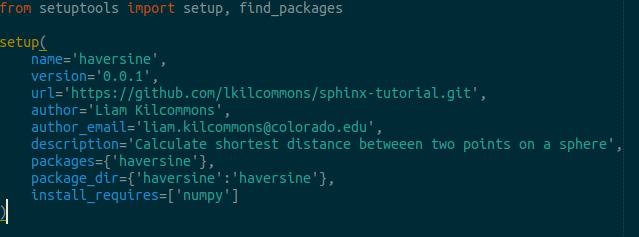 from setuptools import setup, find_packages
setup(
    name='haversine',
    version='0.0.1',
    url='https://github.com/lkilcommons/sphinx-tutorial.git',
    author='Liam Kilcommons',
    author_email='liam.kilcommons@colorado.edu',
    description='Calculate shortest distance betweeen two points on a sphere',
    packages={'haversine'},
    package_dir={'haversine':'haversine'},
    install_requires=['numpy']
)